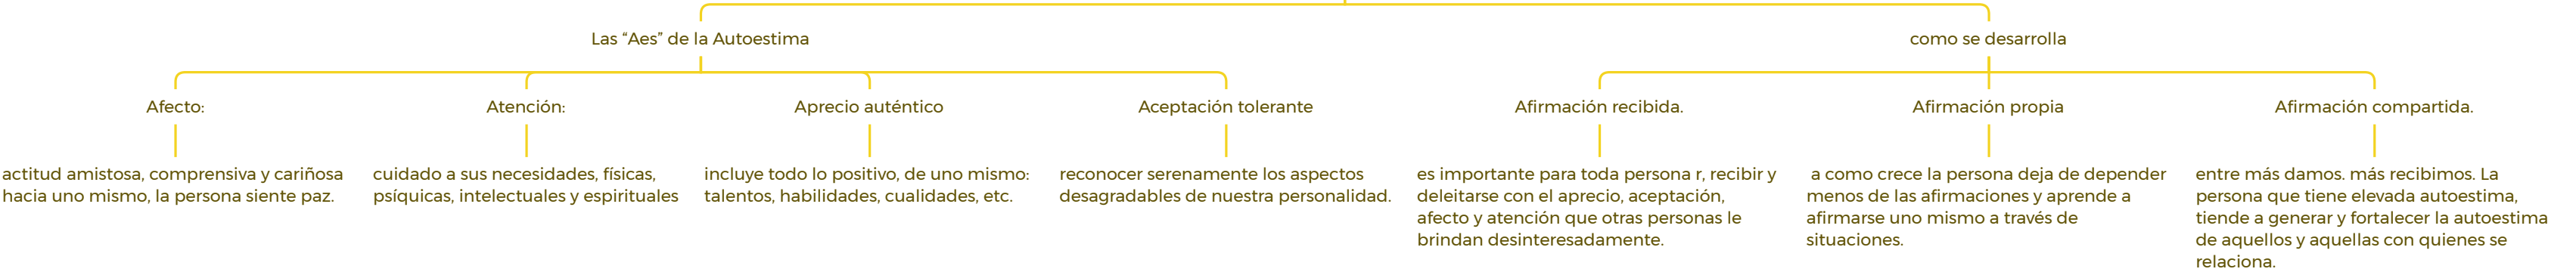 Las “Aes” de la Autoestima
como se desarrolla
Afecto:
Atención:
Aprecio auténtico
Aceptación tolerante
Afirmación recibida.
Afirmación propia
Afirmación compartida.
actitud amistosa, comprensiva y cariñosa
hacia uno mismo, la persona siente paz.
cuidado a sus necesidades, físicas,
psíquicas, intelectuales y espirituales
incluye todo lo positivo, de uno mismo:
talentos, habilidades, cualidades, etc.
reconocer serenamente los aspectos
desagradables de nuestra personalidad.
es importante para toda persona r, recibir y
deleitarse con el aprecio, aceptación,
afecto y atención que otras personas le
brindan desinteresadamente.
a como crece la persona deja de depender
menos de las afirmaciones y aprende a
afirmarse uno mismo a través de
situaciones.
entre más damos. más recibimos. La
persona que tiene elevada autoestima,
tiende a generar y fortalecer la autoestima
de aquellos y aquellas con quienes se
relaciona.